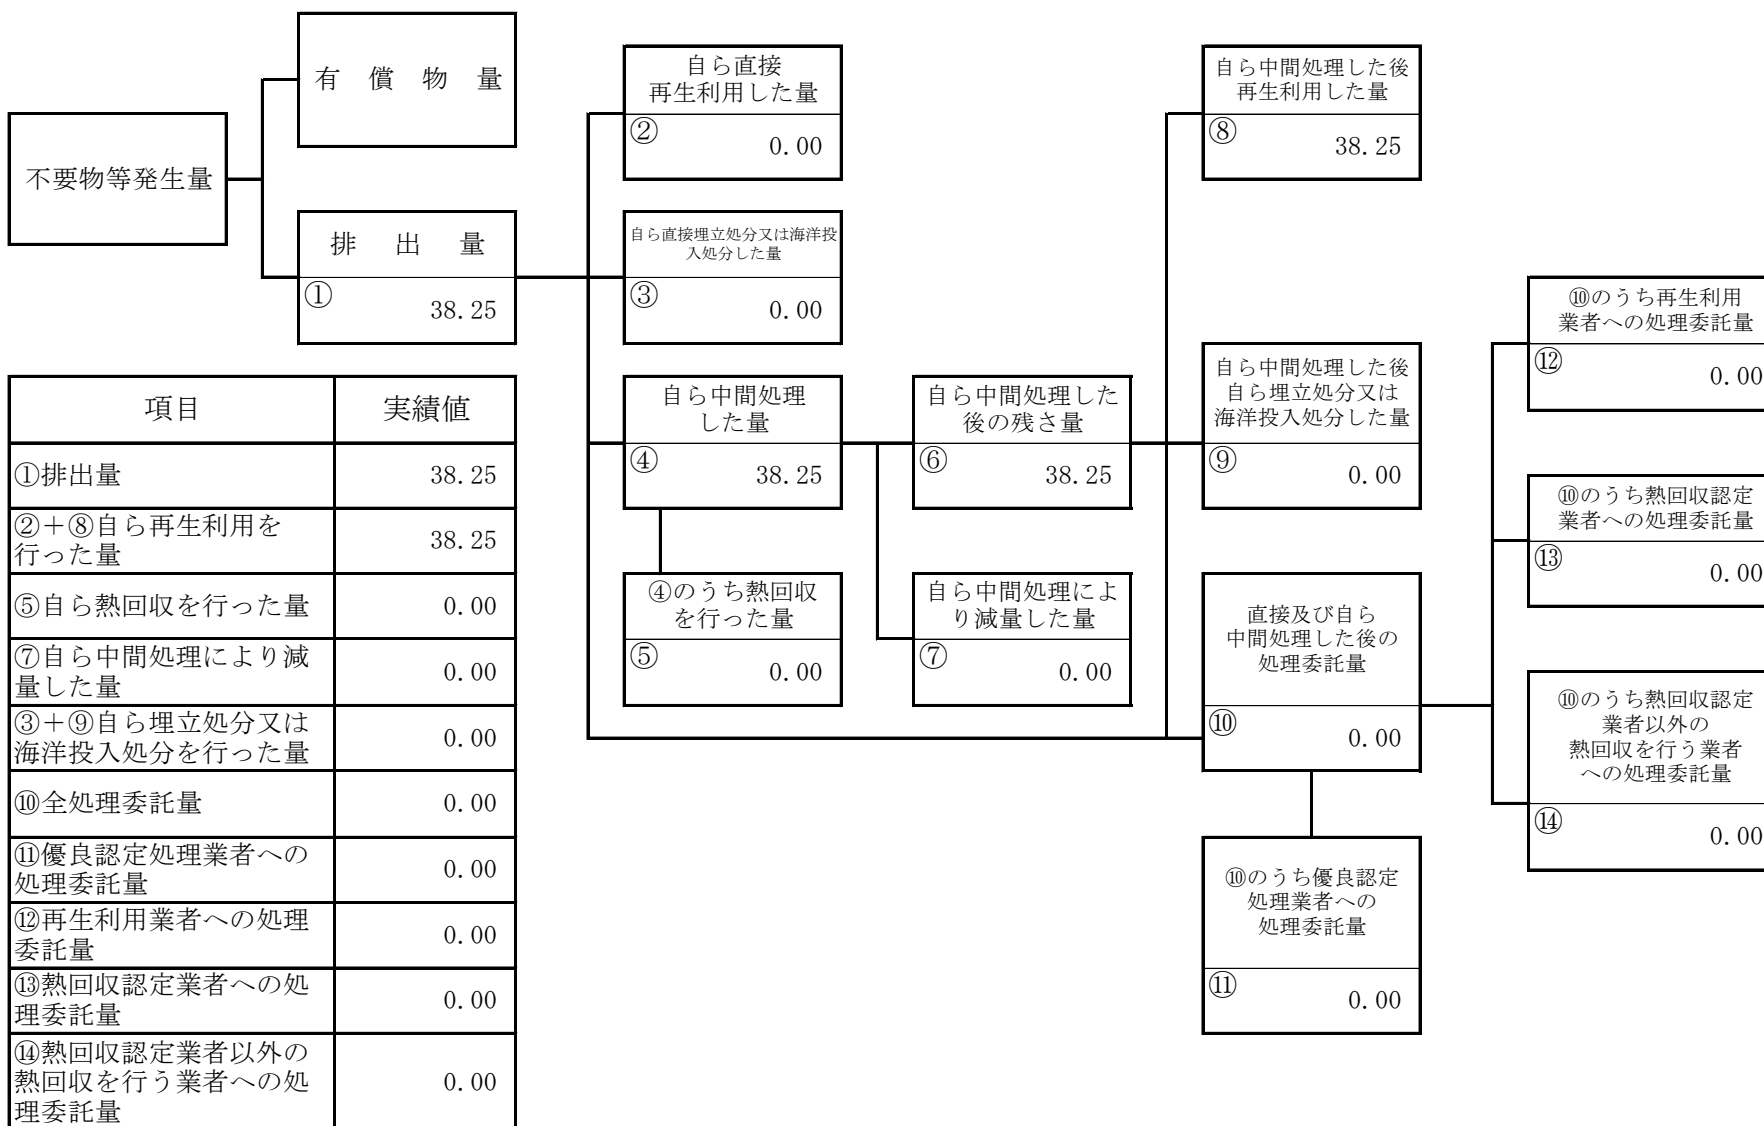 不要物等発生量
有 償 物 量
排 出 量
① 38.25
自ら直接
再生利用した量
② 0.00
自ら直接埋立処分又は海洋投
入処分した量
③ 0.00
自ら中間処理
した量
④ 38.25
④のうち熱回収
を行った量
⑤ 0.00
自ら中間処理した
後の残さ量
⑥ 38.25
自ら中間処理によ
り減量した量
⑦ 0.00
自ら中間処理した後
再生利用した量
⑧ 38.25
自ら中間処理した後
自ら埋立処分又は
海洋投入処分した量
⑨ 0.00
直接及び自ら
中間処理した後の
処理委託量
⑩ 0.00
⑩のうち優良認定
処理業者への
処理委託量
⑪ 0.00
⑩のうち再生利用
業者への処理委託量
⑫ 0.00
⑩のうち熱回収認定
業者への処理委託量
⑬ 0.00
⑩のうち熱回収認定
業者以外の
熱回収を行う業者
への処理委託量
⑭ 0.00
項目 実績値
①排出量 38.25
②＋⑧自ら再生利用を
行った量 38.25
⑤自ら熱回収を行った量 0.00
⑦自ら中間処理により減
量した量 0.00
③＋⑨自ら埋立処分又は
海洋投入処分を行った量 0.00
⑩全処理委託量 0.00
⑪優良認定処理業者への
処理委託量 0.00
⑫再生利用業者への処理
委託量 0.00
⑬熱回収認定業者への処
理委託量 0.00
⑭熱回収認定業者以外の
熱回収を行う業者への処
理委託量 0.00